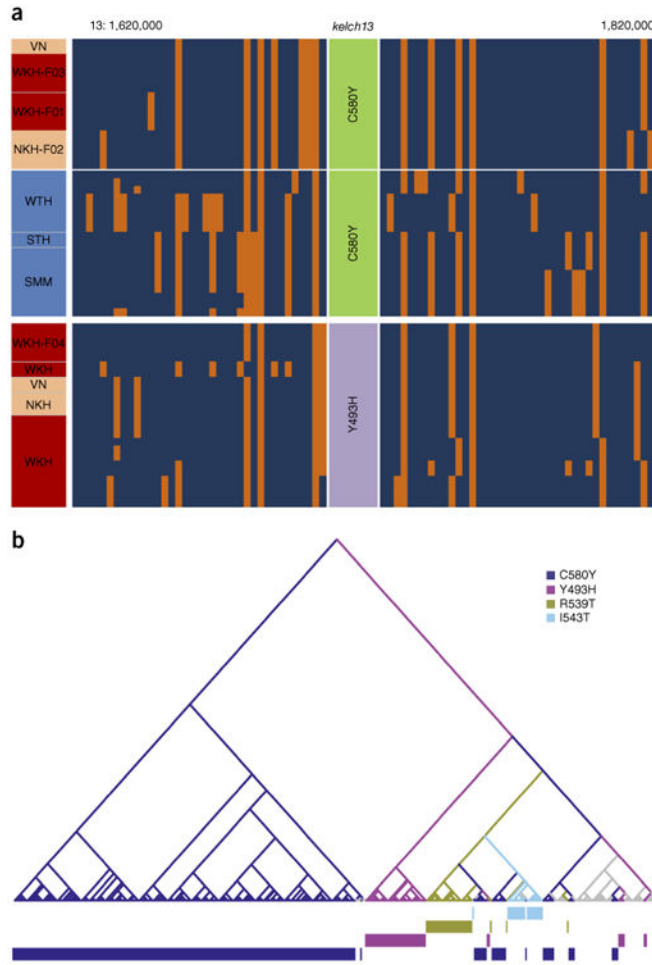 a
13: 1,620,000 kelch13 1,820,000
VN
WKH-F03
WKH-F01
NKH-F02
C580Y
WTH
STH
SMM
C580Y
WKH-F04
WKH
VN
NKH
WKH
Y493H
b
C580Y
Y493H
R539T
I543T